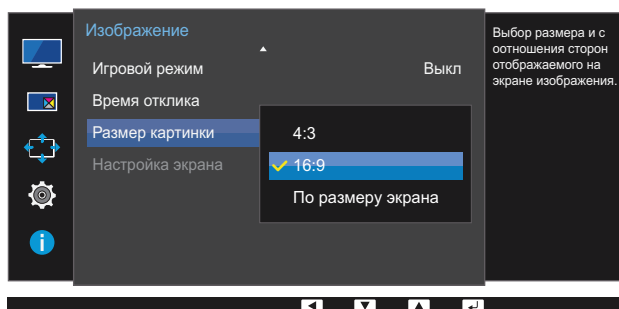 Изображение
Игровой режим
Выкл
Время отклика
Размер картинки
Настройка экрана
4:3
16:9
По размеру экрана
Выбор размера и с
оотношения сторон
отображаемого на
экране изображения.